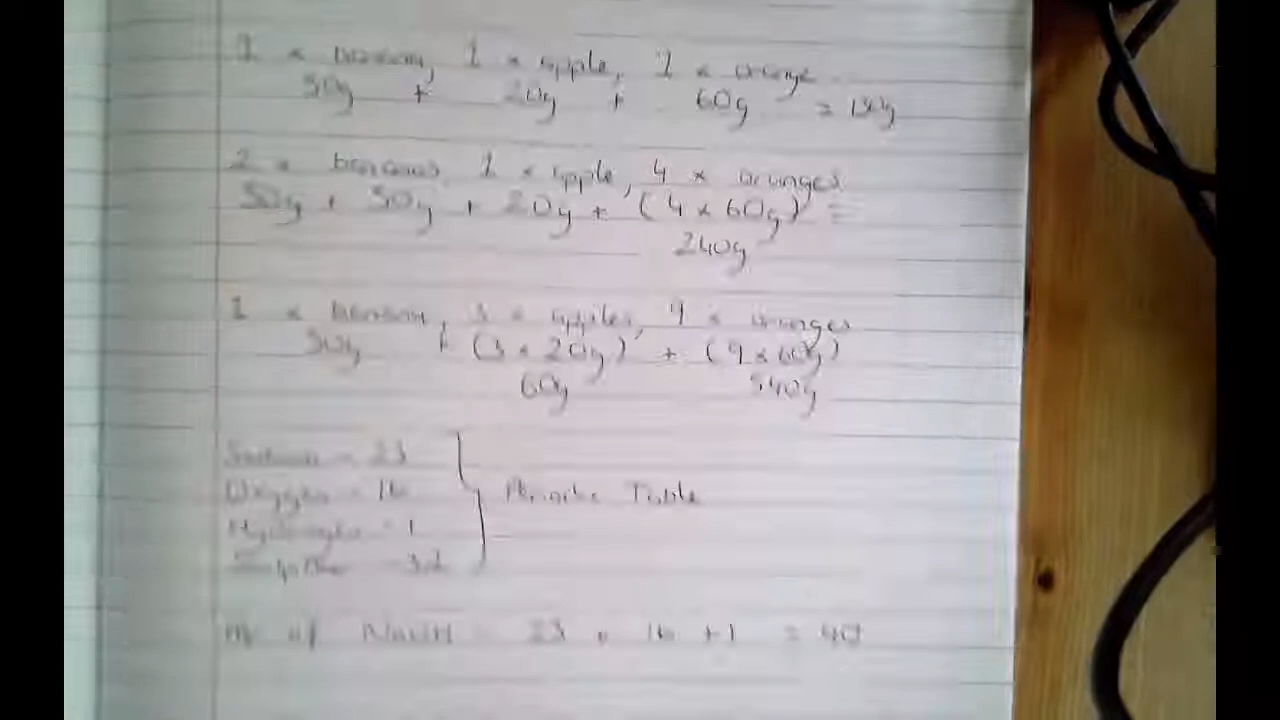 1 x banana, 1 x apple, 1 x orange
50g + 20g + 60g = 130g
2 x bananas, 1 x apple, 4 x oranges
50g + 50g + 20g + (4 x 60g) =
240g
1 x banana, 3 x apples, 9 x oranges
50g + (3 x 20g) + (9 x 60g)
60g 540g
Sodium - 23
Oxygen - 16
Hydrogen - 1
Periodic Table
- 32
Mr of NaOH = 23 + 16 + 1 = 40